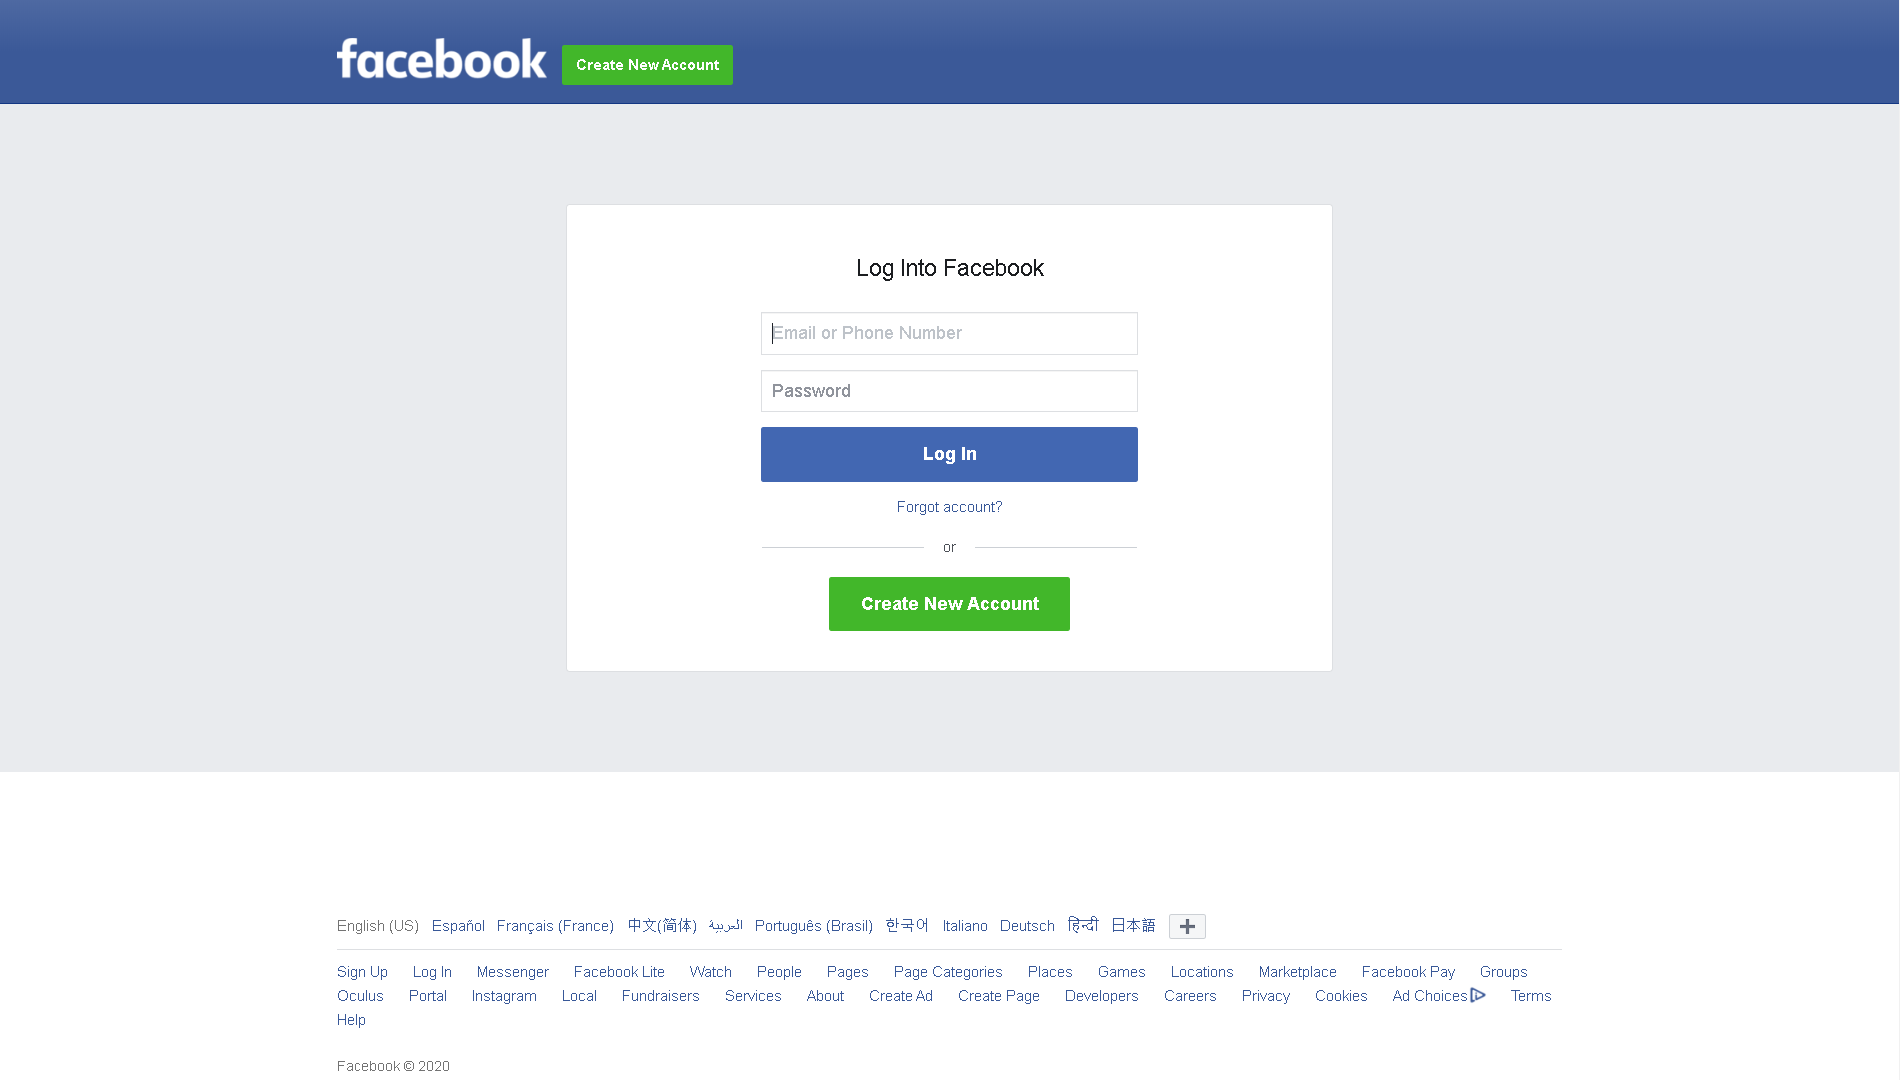 facebook Create New Account
Log Into Facebook
Email or Phone Number
Password
Log In
Forgot account?
or
Create New Account
English (US) Español Français (France) 中文(简体) العربية Português (Brasil) 한국어 Italiano Deutsch हिन्दी 日本語
Sign Up Log In Messenger Facebook Lite Watch People Pages Page Categories Places Games Locations Marketplace Facebook Pay Groups
Oculus Portal Instagram Local Fundraisers Services About Create Ad Create Page Developers Careers Privacy Cookies Ad Choices Terms
Help
Facebook © 2020